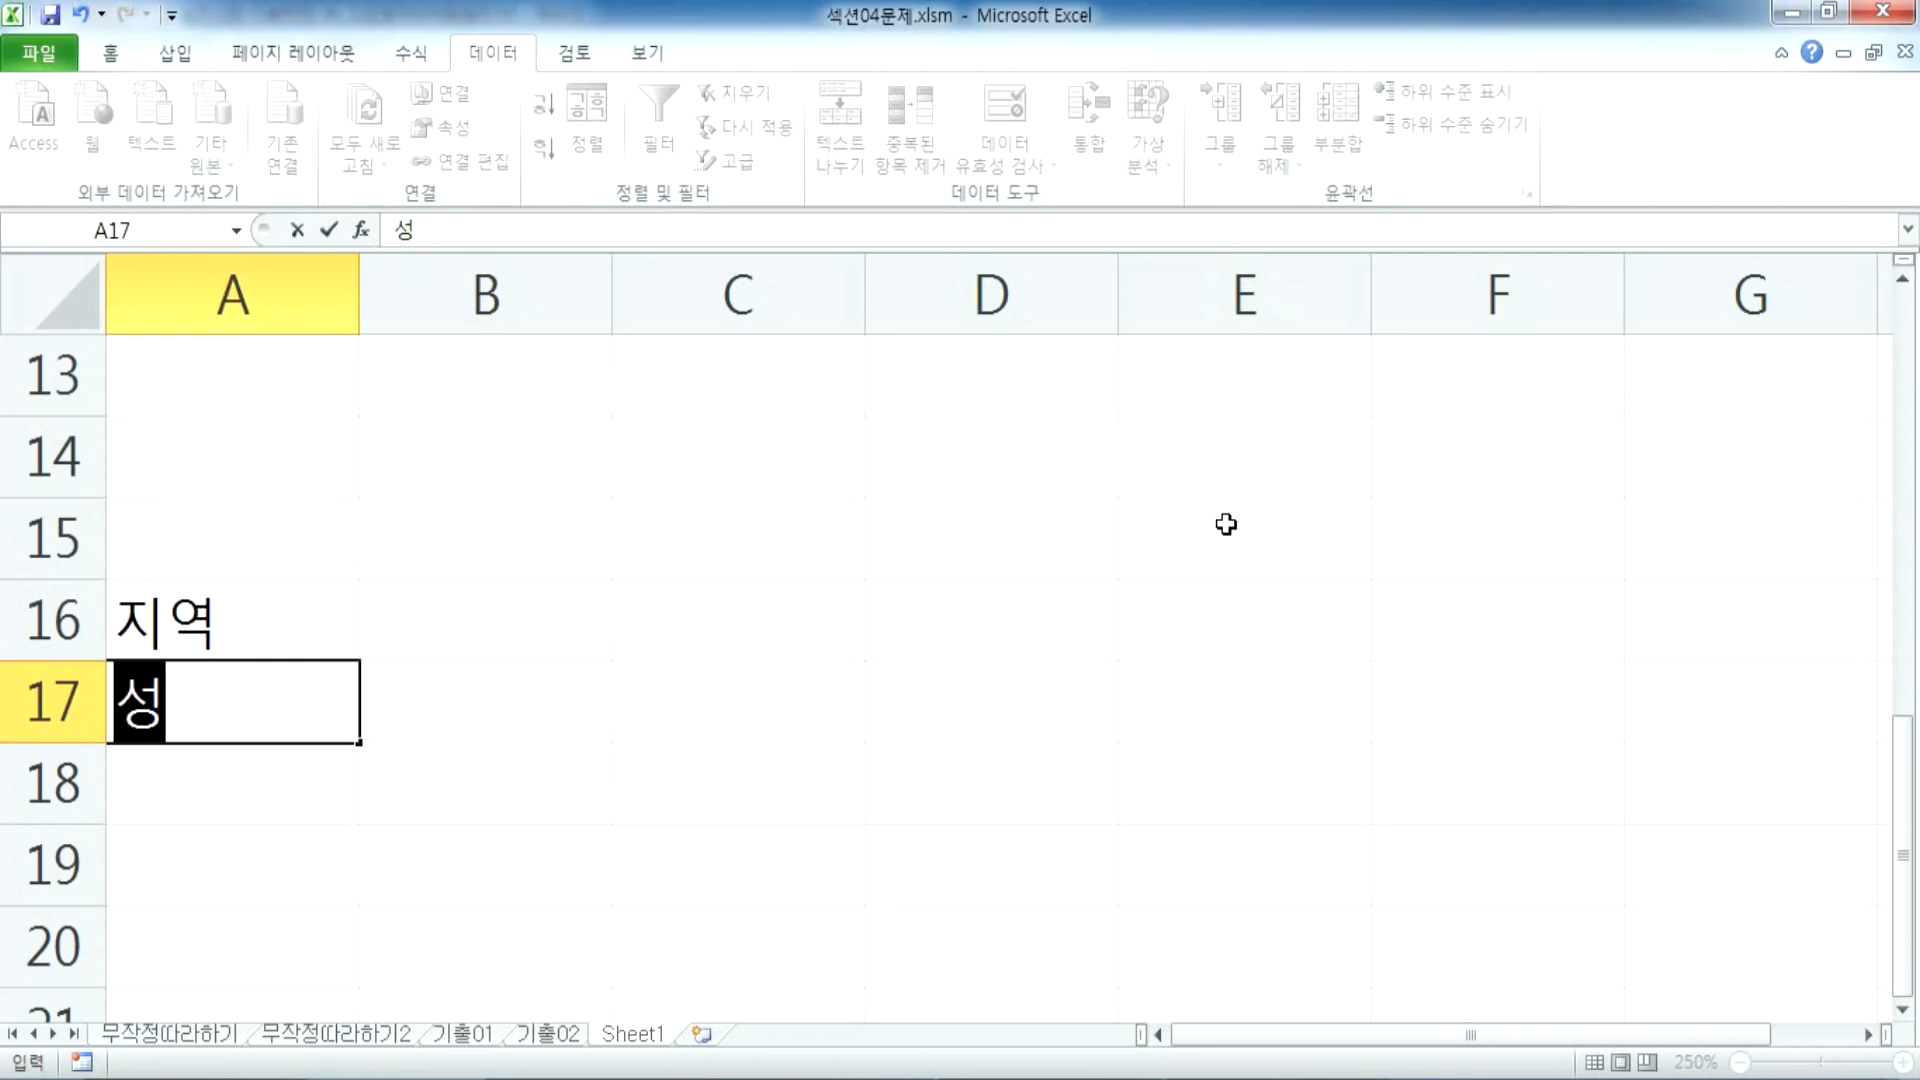 섹션04문제.xlsm - Microsoft Excel
파일 홈 삽입 페이지 레이아웃 수식 데이터 검토 보기
Access 웹 텍스트 기타 원본 기존 연결 모두 새로 고침 연결 속성 연결 편집 정렬 필터 지우기 다시 적용 고급 텍스트 나누기 중복된 항목 제거 데이터 유효성 검사 통합 가상 분석 그룹 그룹 해제 부분합 하위 수준 표시 하위 수준 숨기기
외부 데이터 가져오기 연결 정렬 및 필터 데이터 도구 윤곽선
A17 fx 성
A B C D E F G
13
14
15
16 지역
17 성
18
19
20
21
무작정따라하기 무작정따라하기2 기출01 기출02 Sheet1
입력 250%